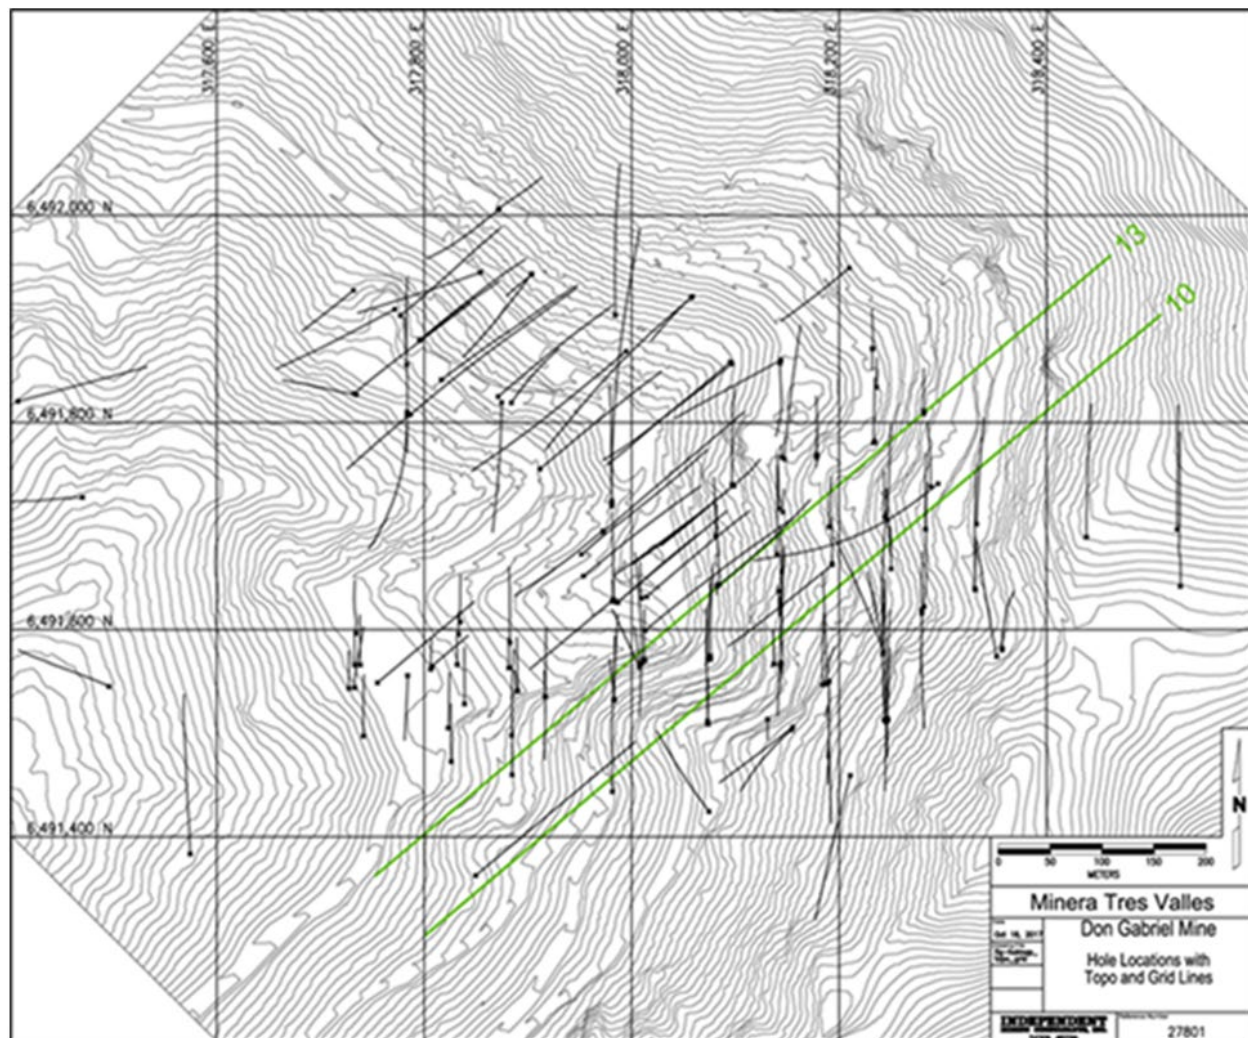 317,600 E
317,800 E
318,000 E
318,200 E
318,400 E
6,492,000 N
13
10
6,491,800 N
6,491,600 N
6,491,400 N
N
0 50 100 150 200
METERS
Minera Tres Valles
Don Gabriel Mine
Hole Locations with
Topo and Grid Lines
INDEPENDENT
27801